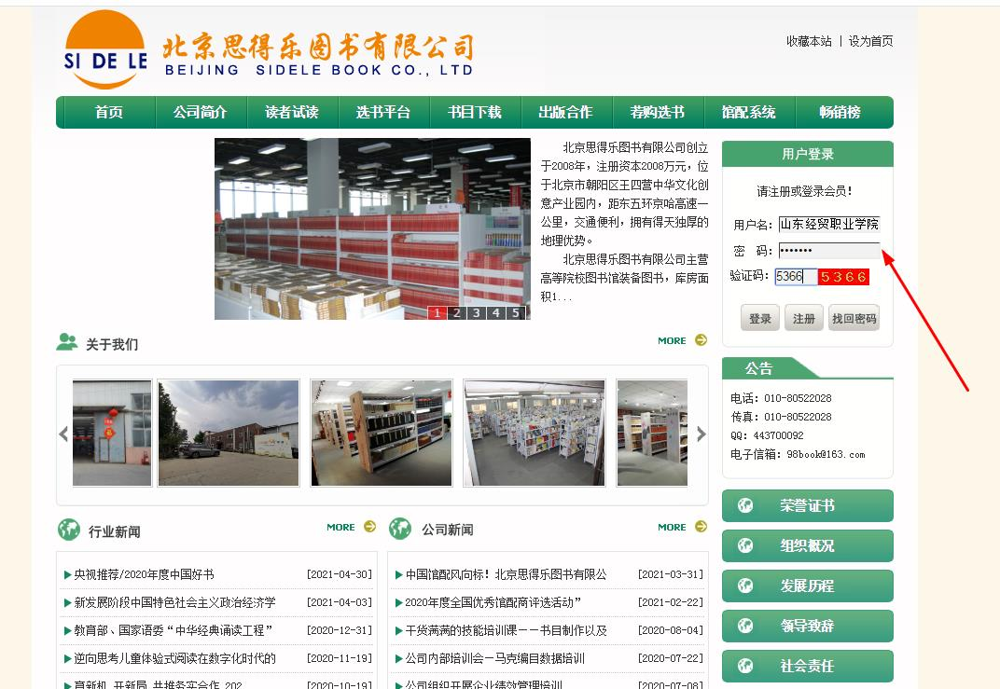 收藏本站 | 设为首页
SI DE LE
北京思得乐图书有限公司
BEIJING SIDELE BOOK CO., LTD
首页 公司简介 读者试读 选书平台 书目下载 出版合作 荐购选书 馆配系统 畅销榜
北京思得乐图书有限公司创立
于2008年，注册资本2008万元，位
于北京市朝阳区王四营中华文化创
意产业园内，距东五环京哈高速一
公里，交通便利，拥有得天独厚的
地理优势。
北京思得乐图书有限公司主营
高等院校图书馆装备图书，库房面
积1...
1 2 3 4 5
用户登录
请注册或登录会员！
用户名: 山东经贸职业学院
密 码: •••••••
验证码: 5366 5366
登录 注册 找回密码
关于我们 MORE
公告
电话: 010-80522028
传真: 010-80522028
QQ: 443700092
电子信箱: 98book@163.com
行业新闻 MORE
央视推荐/2020年度中国好书 [2021-04-30]
新发展阶段中国特色社会主义政治经济学 [2021-04-03]
教育部、国家语委“中华经典诵读工程” [2020-12-31]
逆向思考儿童体验式阅读在数字化时代的 [2020-11-19]
育新机 开新局 共推务实合作 202 [2020-10-19]
公司新闻 MORE
中国馆配风向标！北京思得乐图书有限公 [2021-03-31]
2020年度全国优秀馆配商评选活动” [2021-02-22]
干货满满的技能培训课——书目制作以及 [2020-08-04]
公司内部培训会—马克编目数据培训 [2020-07-22]
公司组织开展企业绩效管理培训 [2020-07-08]
荣誉证书
组织概况
发展历程
领导致辞
社会责任